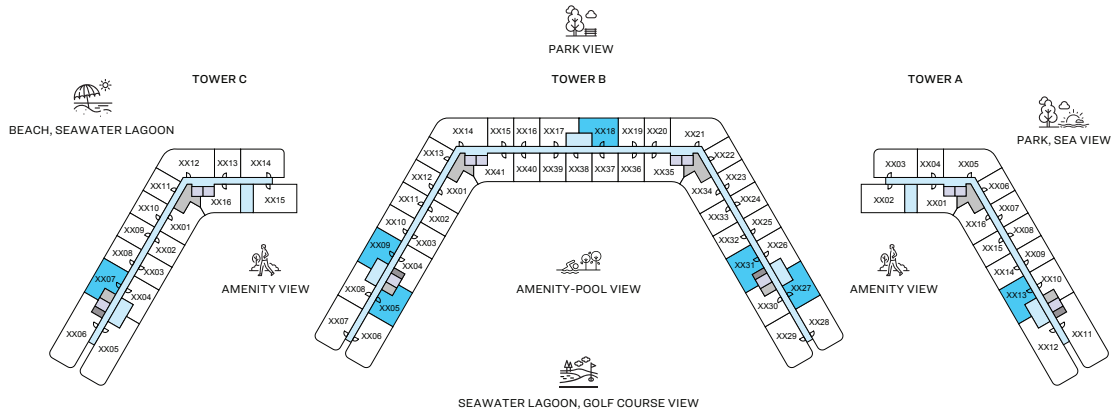 PARK VIEW
TOWER C
TOWER B
TOWER A
BEACH, SEAWATER LAGOON
PARK, SEA VIEW
XX12
XX13
XX14
XX11
XX10
XX09
XX08
XX07
XX06
XX05
XX04
XX03
XX02
XX01
XX16
XX15
XX14
XX15
XX16
XX17
XX18
XX19
XX20
XX21
XX13
XX12
XX11
XX10
XX09
XX08
XX07
XX06
XX05
XX04
XX03
XX02
XX01
XX41
XX40
XX39
XX38
XX37
XX36
XX35
XX34
XX33
XX32
XX31
XX30
XX29
XX22
XX23
XX24
XX25
XX26
XX27
XX28
XX03
XX04
XX05
XX02
XX01
XX06
XX07
XX08
XX09
XX10
XX11
XX16
XX15
XX14
XX13
XX12
AMENITY VIEW
AMENITY-POOL VIEW
AMENITY VIEW
SEAWATER LAGOON, GOLF COURSE VIEW